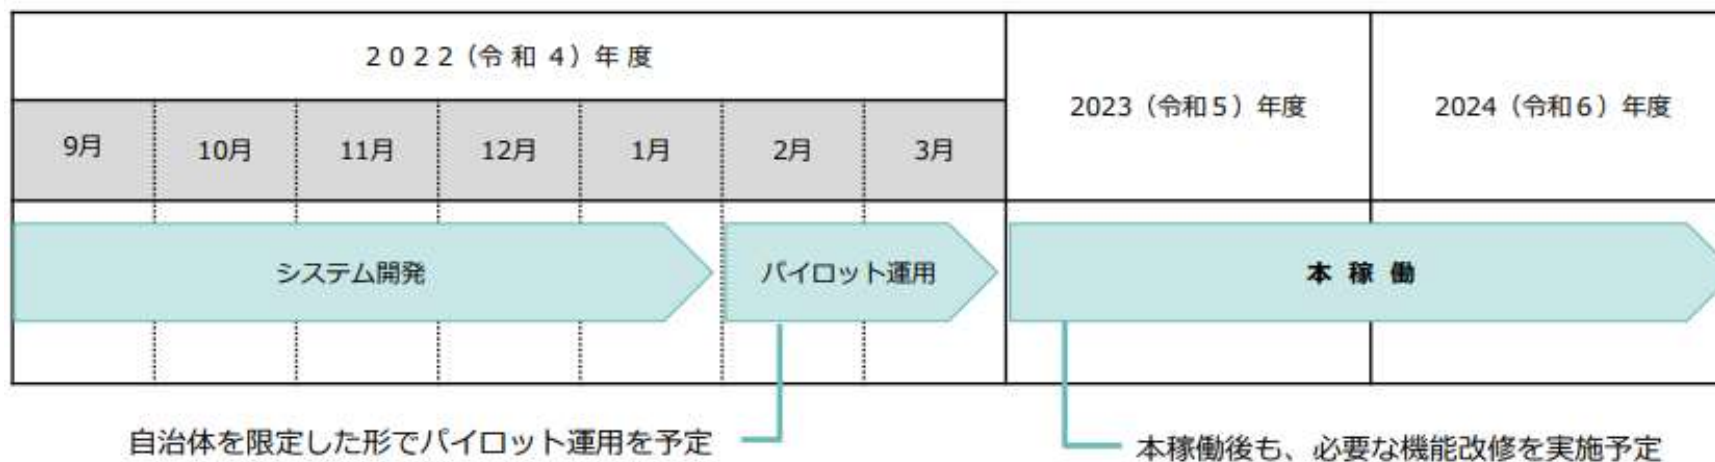 2022(令和 4)年度
2023(令和5)年度
2024(令和6)年度
9月
10月
11月
12月
1月
2月
3月
システム開発
パイロット運用
本稼働
自治体を限定した形でパイロット運用を予定
本稼働後も、必要な機能改修を実施予定